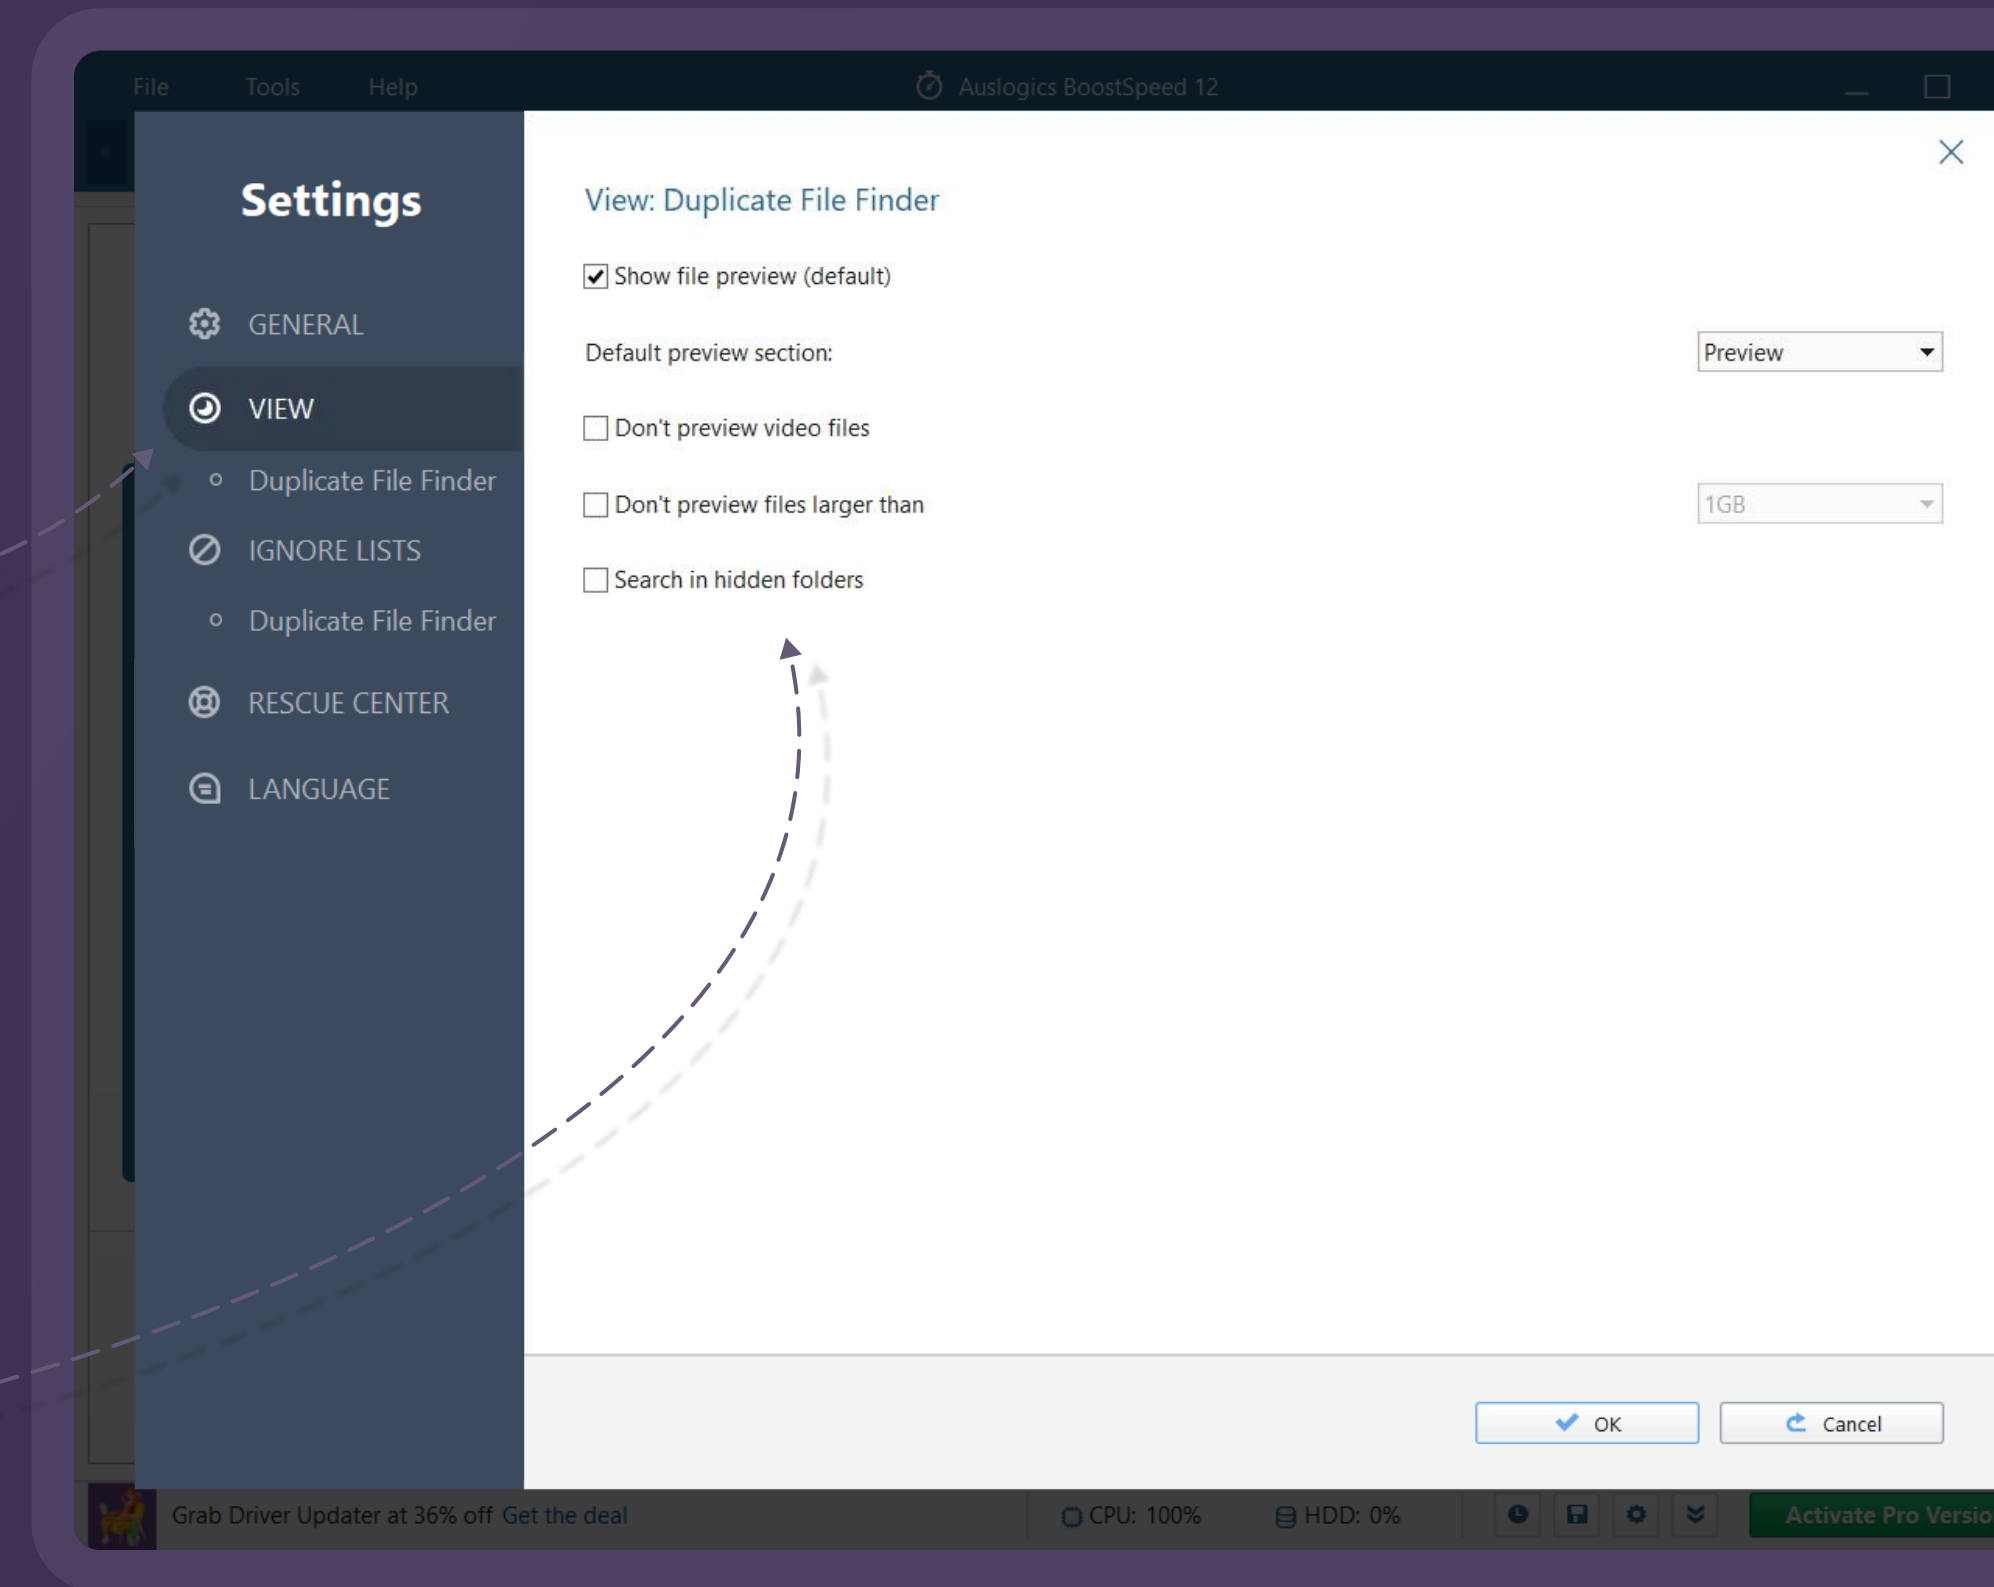 File Tools Help Auslogics BoostSpeed 12
Settings
GENERAL
VIEW
Duplicate File Finder
IGNORE LISTS
Duplicate File Finder
RESCUE CENTER
LANGUAGE
View: Duplicate File Finder
Show file preview (default)
Default preview section: Preview
Don't preview video files
Don't preview files larger than 1GB
Search in hidden folders
OK Cancel
Grab Driver Updater at 36% off Get the deal CPU: 100% HDD: 0% Activate Pro Versio